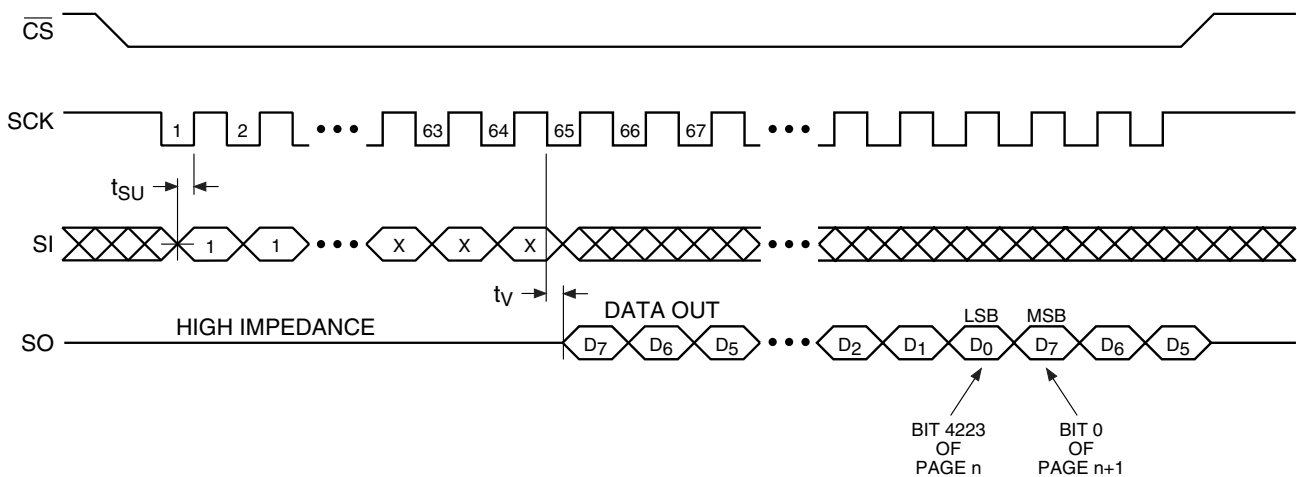 CS
SCK
1 2 ••• 63 64 65 66 67 •••
tSU
SI
1 1 ••• X X X •••
tV
HIGH IMPEDANCE
DATA OUT
LSB MSB
SO
D7 D6 D5 ••• D2 D1 D0 D7 D6 D5
BIT 4223
OF
PAGE n
BIT 0
OF
PAGE n+1